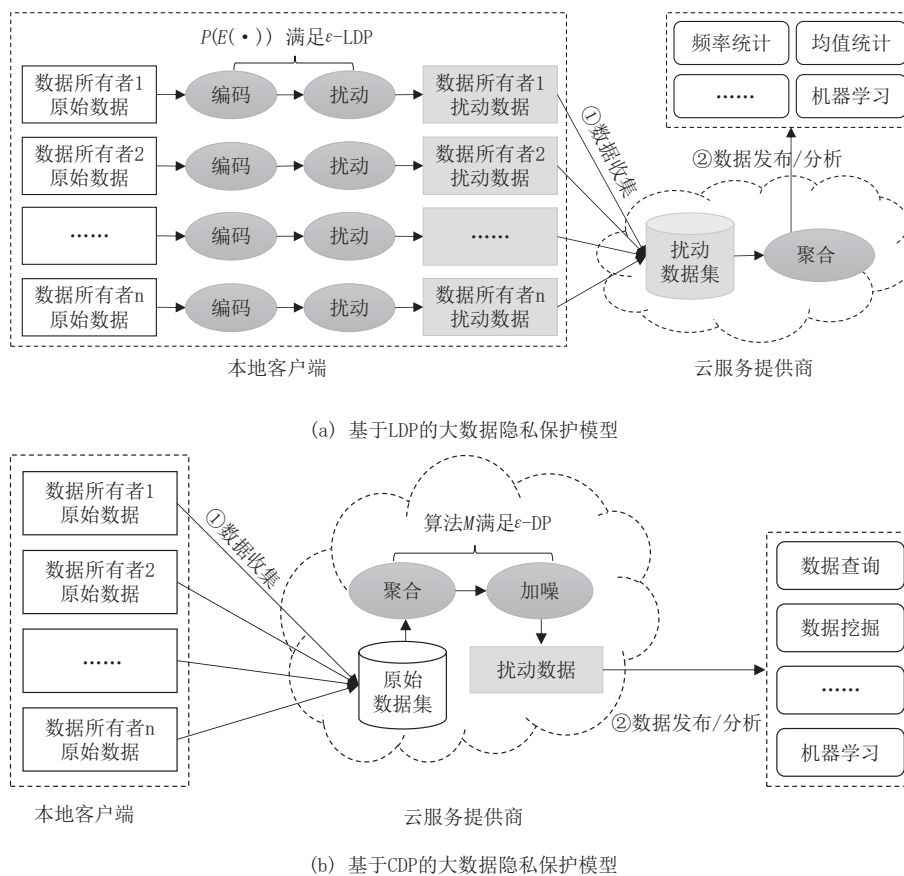 P(E(•)) 满足ε-LDP
数据所有者1
原始数据
编码
扰动
数据所有者1
扰动数据
数据所有者2
原始数据
编码
扰动
数据所有者2
扰动数据
……
编码
扰动
……
数据所有者n
原始数据
编码
扰动
数据所有者n
扰动数据
本地客户端
①数据收集
频率统计
均值统计
……
机器学习
②数据发布/分析
扰动
数据集
聚合
云服务提供商
(a) 基于LDP的大数据隐私保护模型
数据所有者1
原始数据
数据所有者2
原始数据
……
数据所有者n
原始数据
本地客户端
①数据收集
算法M满足ε-DP
聚合
加噪
原始
数据集
扰动数据
云服务提供商
②数据发布/分析
数据查询
数据挖掘
……
机器学习
(b) 基于CDP的大数据隐私保护模型